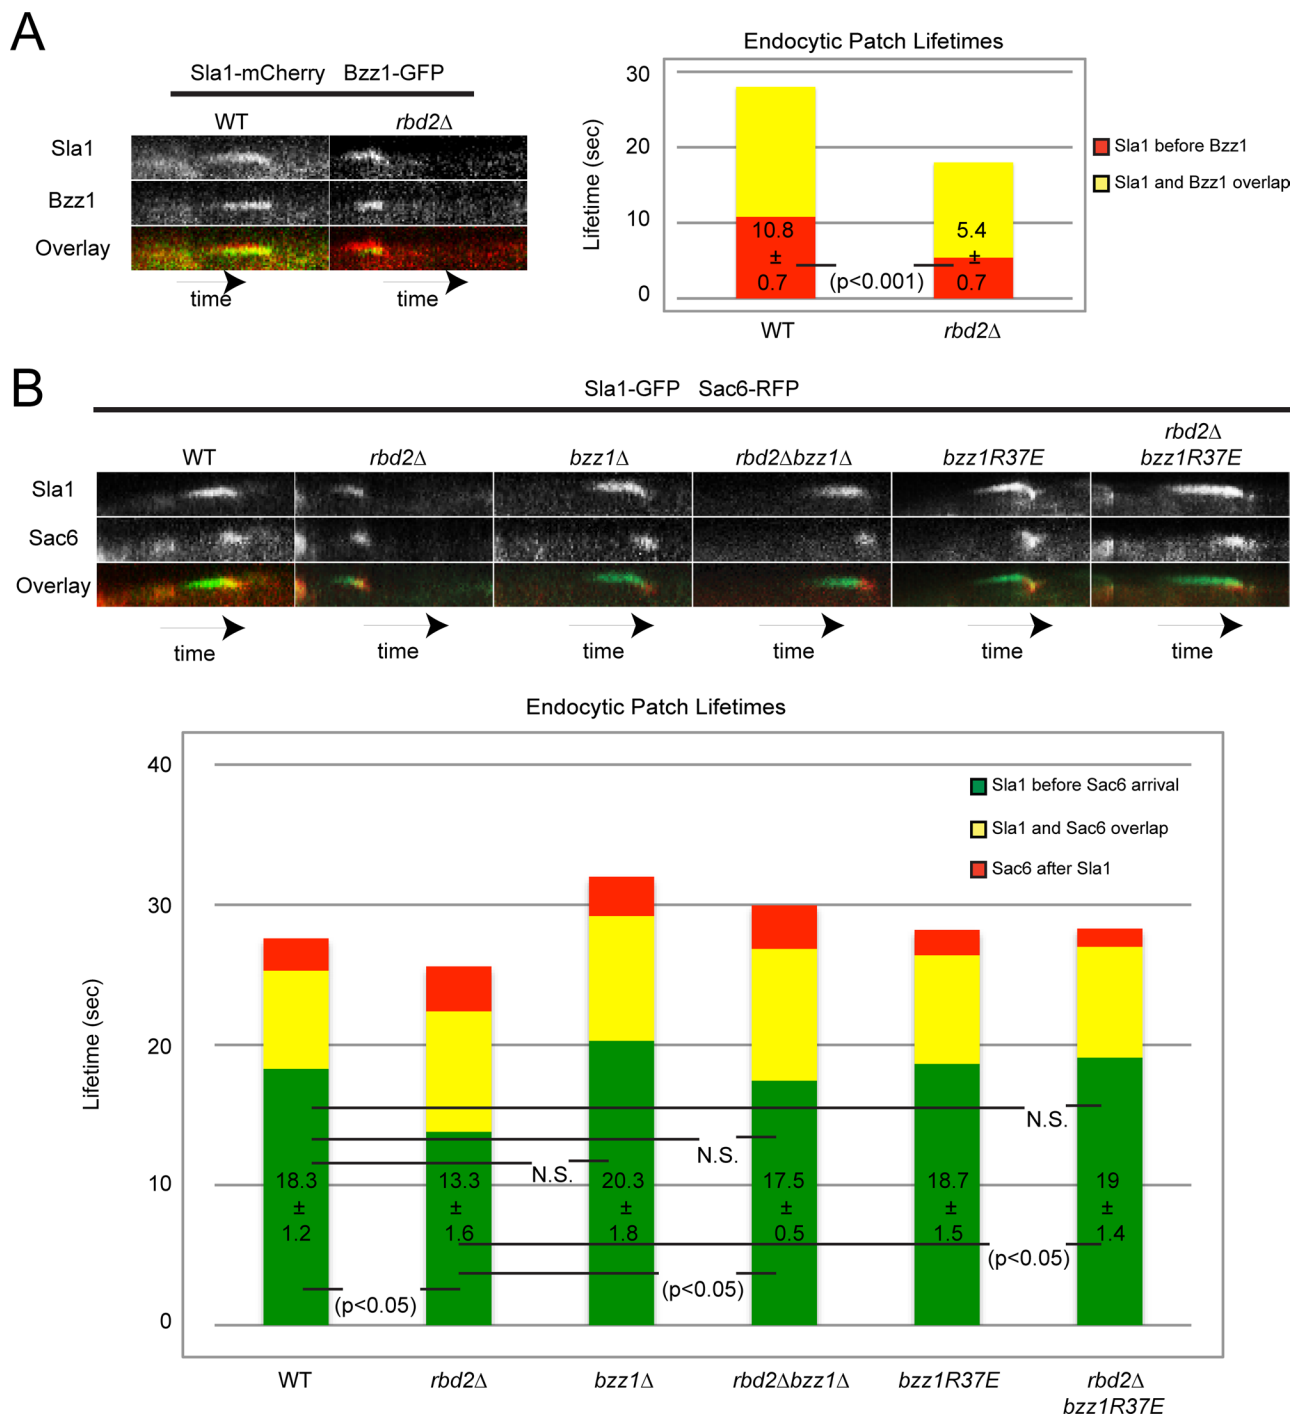 A
Sla1-mCherry Bzz1-GFP
WT rbd2Δ
Sla1
Bzz1
Overlay
time time
Endocytic Patch Lifetimes
Lifetime (sec)
30
20
10
0
10.8
±
0.7
5.4
±
0.7
(p<0.001)
WT rbd2Δ
Sla1 before Bzz1
Sla1 and Bzz1 overlap
B
Sla1-GFP Sac6-RFP
WT rbd2Δ bzz1Δ rbd2Δbzz1Δ bzz1R37E rbd2Δ
bzz1R37E
Sla1
Sac6
Overlay
time time time time time time
Endocytic Patch Lifetimes
Lifetime (sec)
40
30
20
10
0
Sla1 before Sac6 arrival
Sla1 and Sac6 overlap
Sac6 after Sla1
N.S.
N.S.
N.S.
18.3
±
1.2
13.3
±
1.6
20.3
±
1.8
17.5
±
0.5
18.7
±
1.5
19
±
1.4
(p<0.05)
(p<0.05)
(p<0.05)
WT rbd2Δ bzz1Δ rbd2Δbzz1Δ bzz1R37E rbd2Δ
bzz1R37E